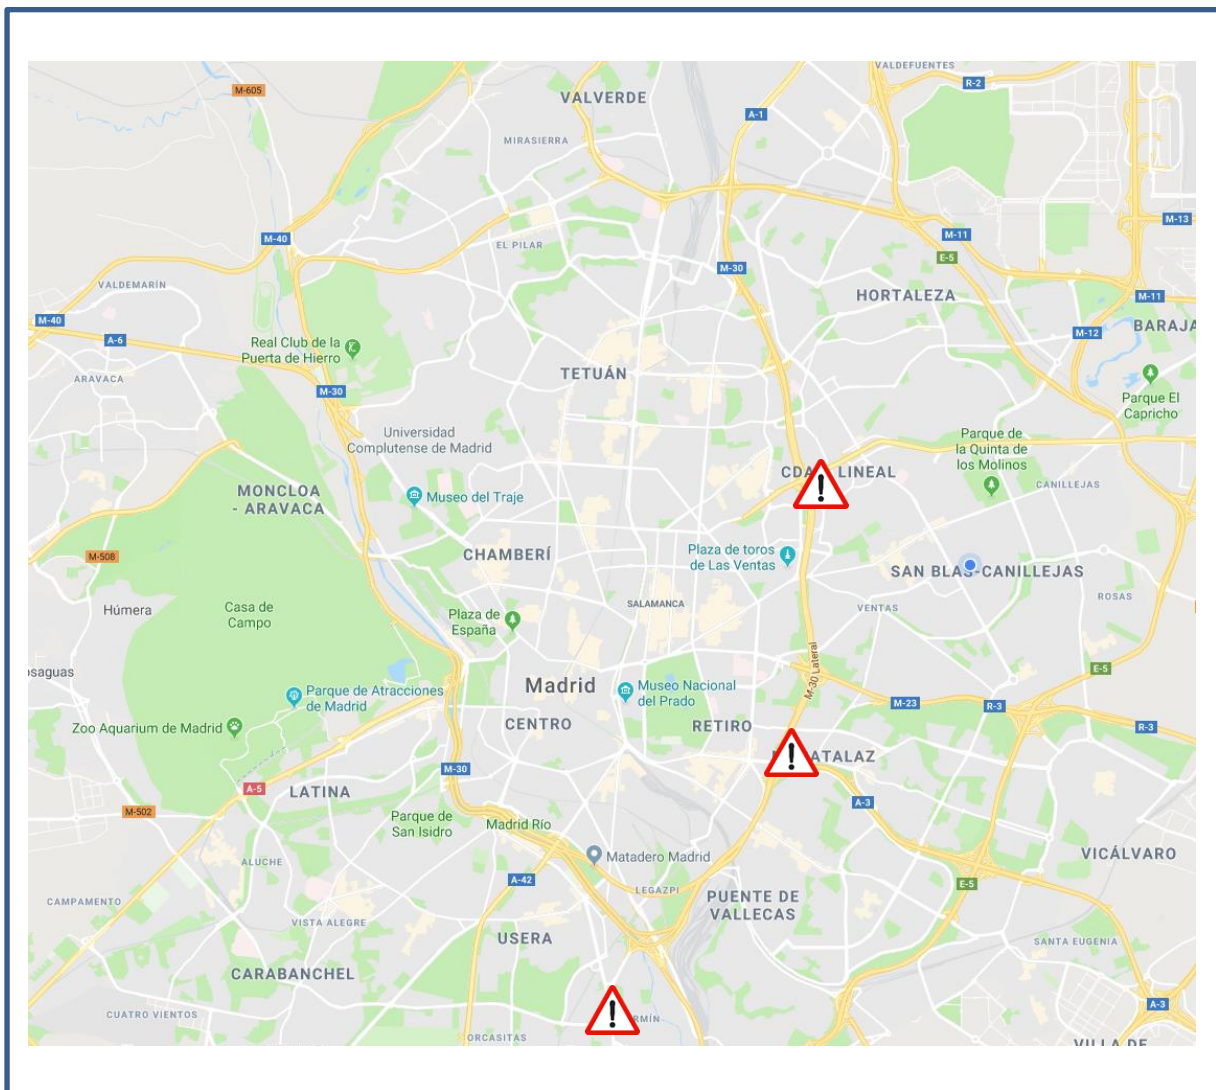 VALDEFUENTES
R-2
M-605
VALVERDE
A-1
MIRASIERRA
M-13
M-40
EL PILAR
M-11
E-5
M-30
VALDEMARÍN
HORTALEZA
M-11
M-40
BARAJA
A-6
M-12
Real Club de la
Puerta de Hierro
TETUÁN
ARAVACA
M-30
Parque El
Capricho
Universidad
Complutense de Madrid
Parque de
la Quinta de
los Molinos
CDA LINEAL
CANILLEJAS
MONCLOA
- ARAVACA
Museo del Traje
M-508
CHAMBERÍ
Plaza de toros
de Las Ventas
SAN BLAS-CANILLEJAS
ROSAS
Húmera
Casa de
Campo
SALAMANCA
VENTAS
Plaza de
España
osaguas
M-30 Lateral
E-5
Madrid
Museo Nacional
del Prado
Parque de Atracciones
de Madrid
M-23
R-3
R-3
Zoo Aquarium de Madrid
CENTRO
RETIRO
ATALAZ
M-30
A-5
LATINA
A-3
M-502
Parque de
San Isidro
Madrid Río
Matadero Madrid
VICÁLVARO
ALUCHE
A-42
LEGAZPI
E-5
PUENTE DE
VALLECAS
CAMPAMENTO
VISTA ALEGRE
USERA
SANTA EUGENIA
CARABANCHEL
A-3
CUATRO VIENTOS
RMÍN
ORCASITAS
VILLA DE